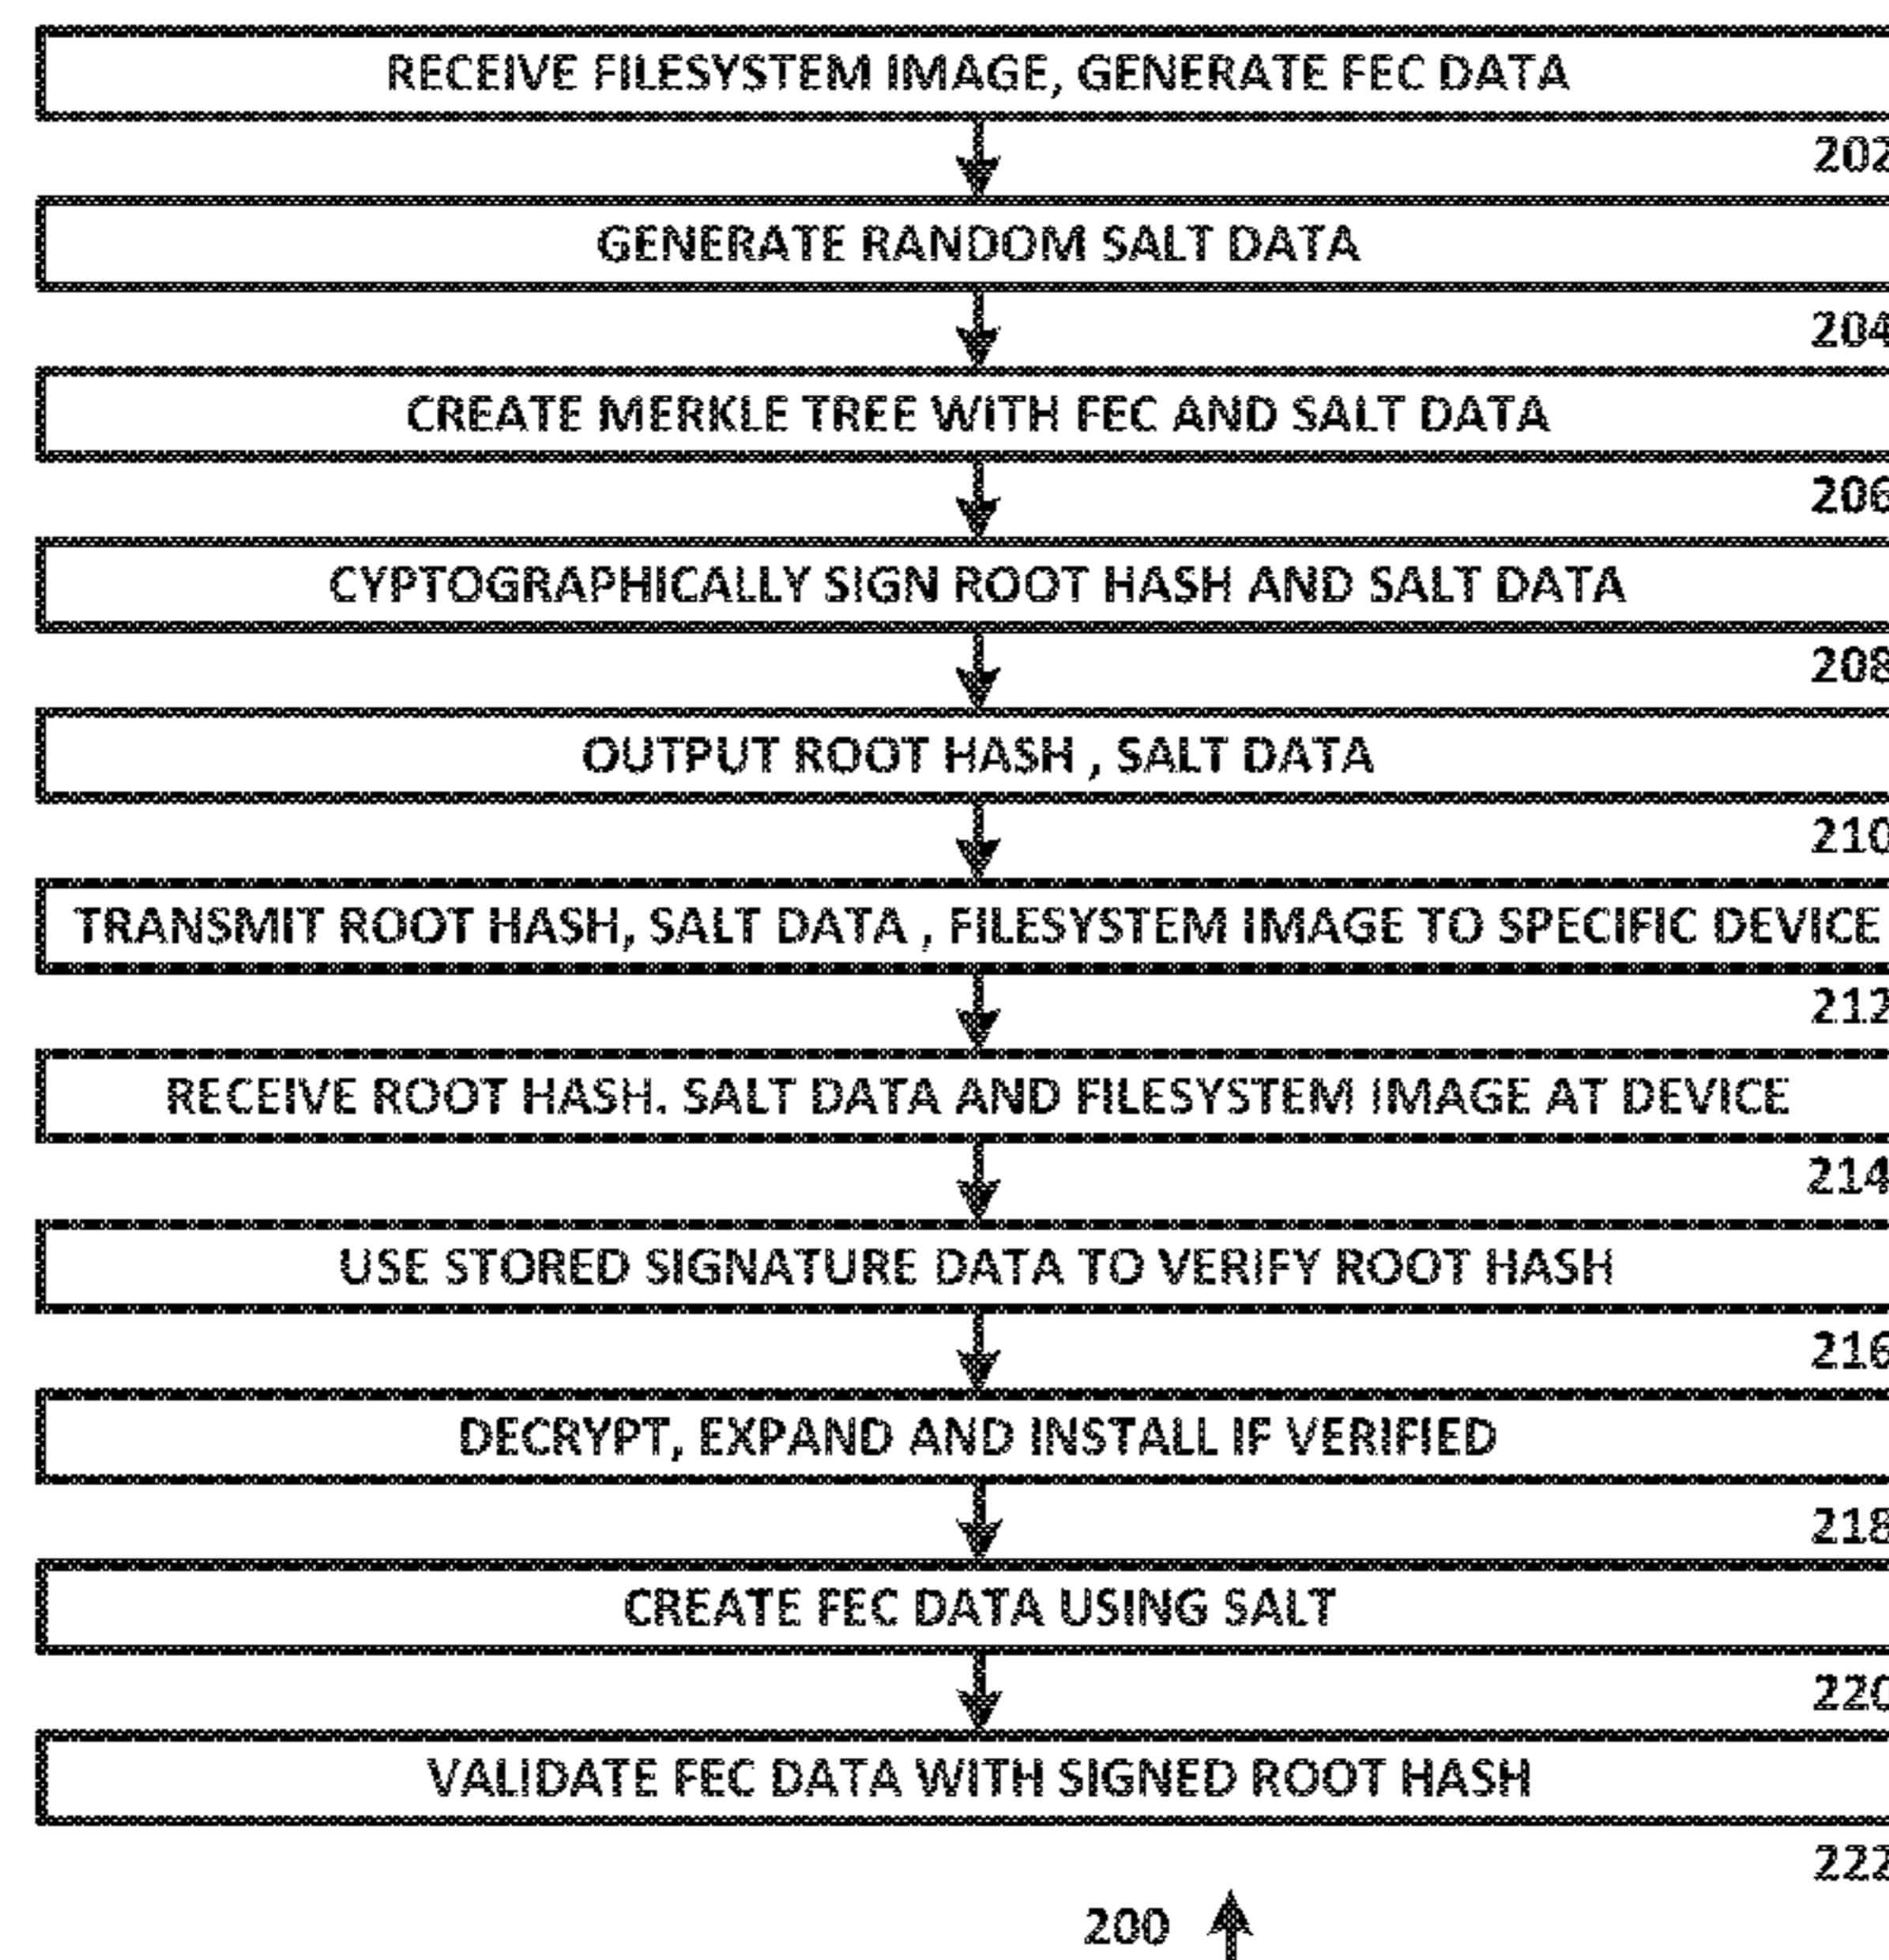 RECEIVE FILESYSTEM IMAGE, GENERATE FEC DATA
202
GENERATE RANDOM SALT DATA
204
CREATE MERKLE TREE WITH FEC AND SALT DATA
206
CYPTOGRAPHICALLY SIGN ROOT HASH AND SALT DATA
208
OUTPUT ROOT HASH , SALT DATA
210
TRANSMIT ROOT HASH, SALT DATA , FILESYSTEM IMAGE TO SPECIFIC DEVICE
212
RECEIVE ROOT HASH. SALT DATA AND FILESYSTEM IMAGE AT DEVICE
214
USE STORED SIGNATURE DATA TO VERIFY ROOT HASH
216
DECRYPT, EXPAND AND INSTALL IF VERIFIED
218
CREATE FEC DATA USING SALT
220
VALIDATE FEC DATA WITH SIGNED ROOT HASH
222
200